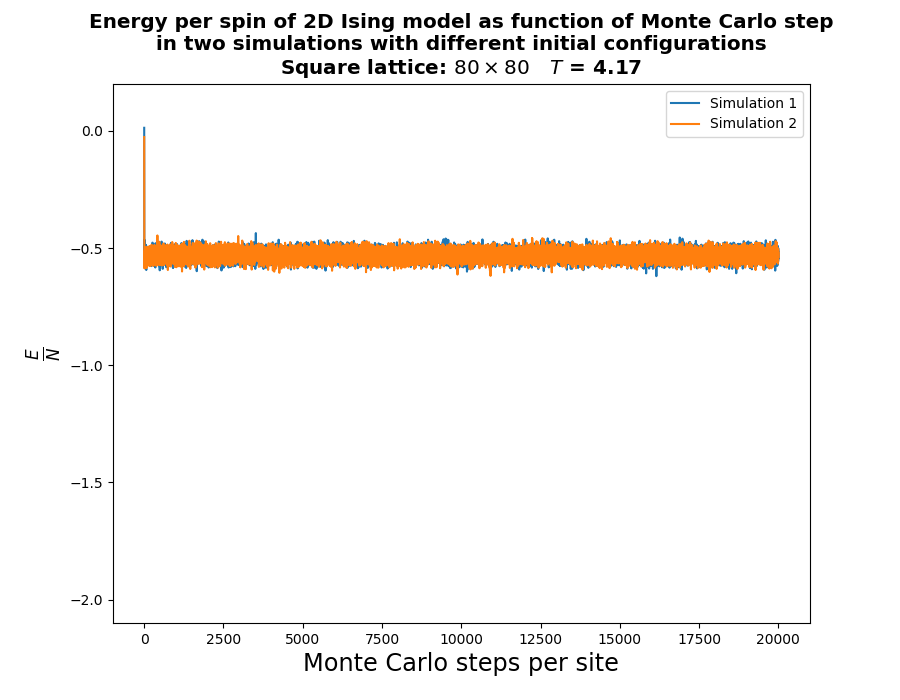 Energy per spin of 2D Ising model as function of Monte Carlo step
in two simulations with different initial configurations
Square lattice: 80 × 80 T = 4.17
Simulation 1
Simulation 2
0.0
−0.5
−1.0
−1.5
−2.0
E
N
0 2500 5000 7500 10000 12500 15000 17500 20000
Monte Carlo steps per site